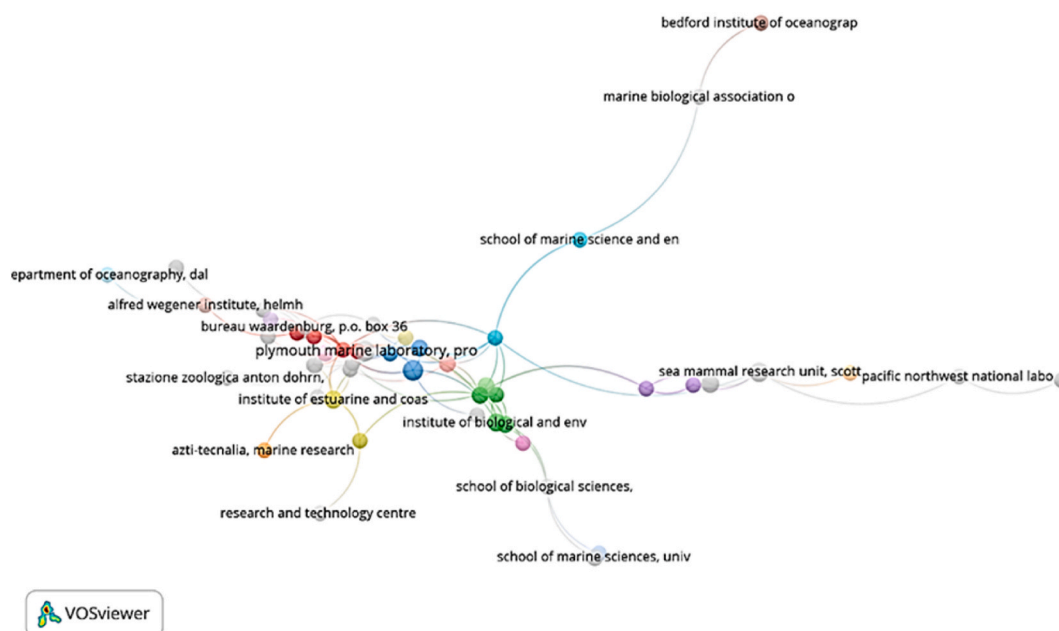 bedford institute of oceanograp
marine biological association o
school of marine science and en
epartment of oceanography, dal
alfred wegener institute, helmh
bureau waardenburg, p.o. box 36
plymouth marine laboratory, pro
stazione zoologica anton dohrn,
sea mammal research unit, scott
pacific northwest national labo
institute of estuarine and coas
institute of biological and env
azti-tecnalia, marine research
school of biological sciences,
research and technology centre
school of marine sciences, univ
VOSviewer